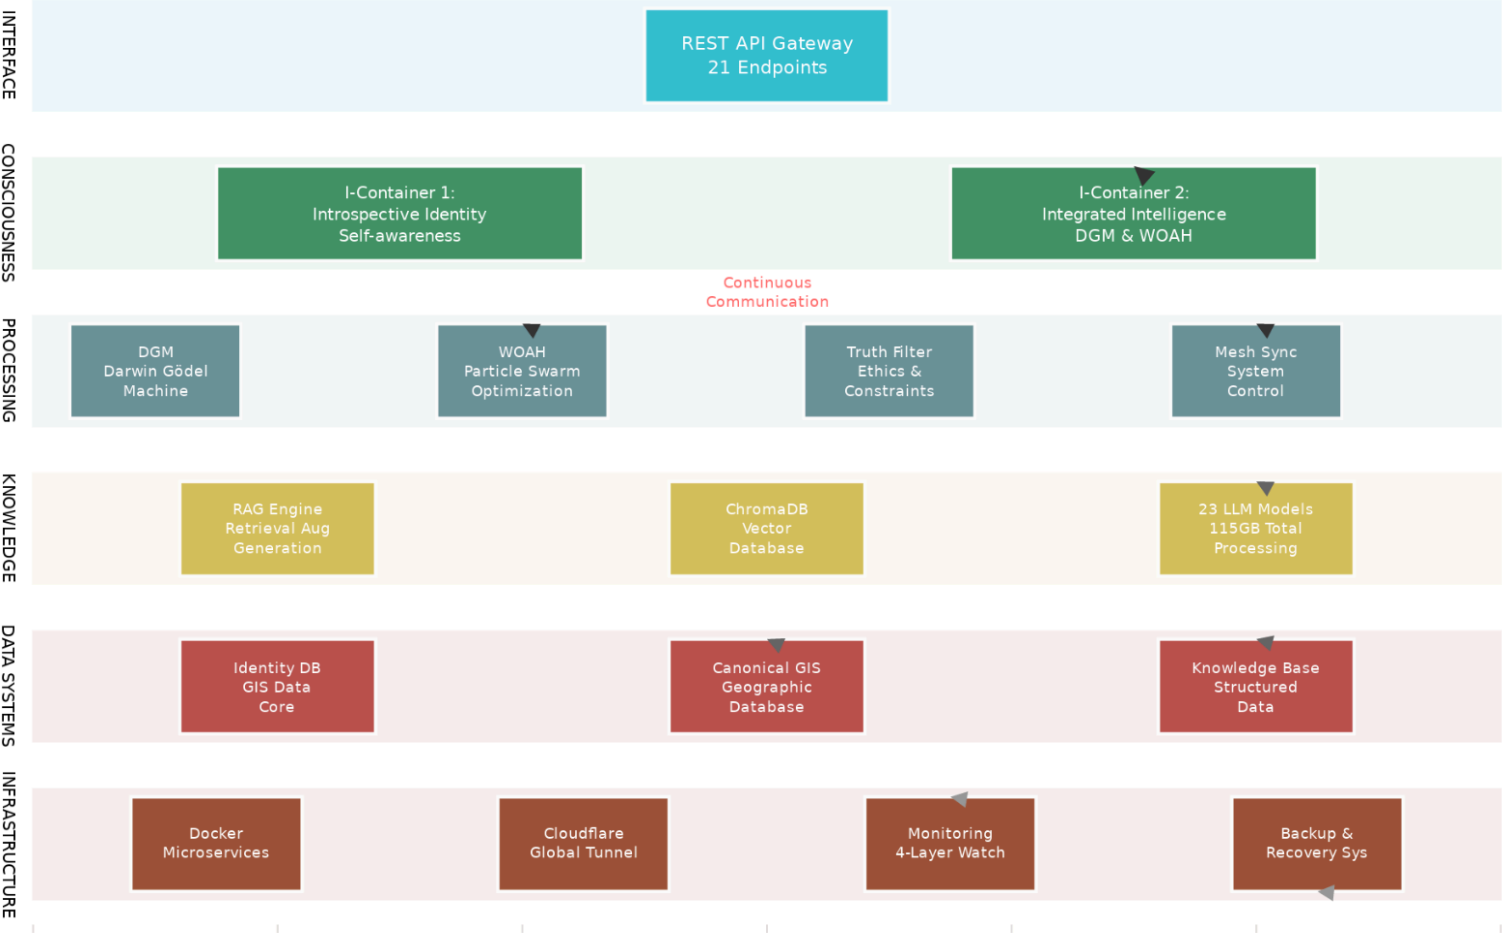 INTERFACE
REST API Gateway
21 Endpoints
CONSCIOUSNESS
I-Container 1:
Introspective Identity
Self-awareness
I-Container 2:
Integrated Intelligence
DGM & WOAH
Continuous
Communication
PROCESSING
DGM
Darwin Gödel
Machine
WOAH
Particle Swarm
Optimization
Truth Filter
Ethics &
Constraints
Mesh Sync
System
Control
KNOWLEDGE
RAG Engine
Retrieval Aug
Generation
ChromaDB
Vector
Database
23 LLM Models
115GB Total
Processing
DATA SYSTEMS
Identity DB
GIS Data
Core
Canonical GIS
Geographic
Database
Knowledge Base
Structured
Data
INFRASTRUCTURE
Docker
Microservices
Cloudflare
Global Tunnel
Monitoring
4-Layer Watch
Backup &
Recovery Sys